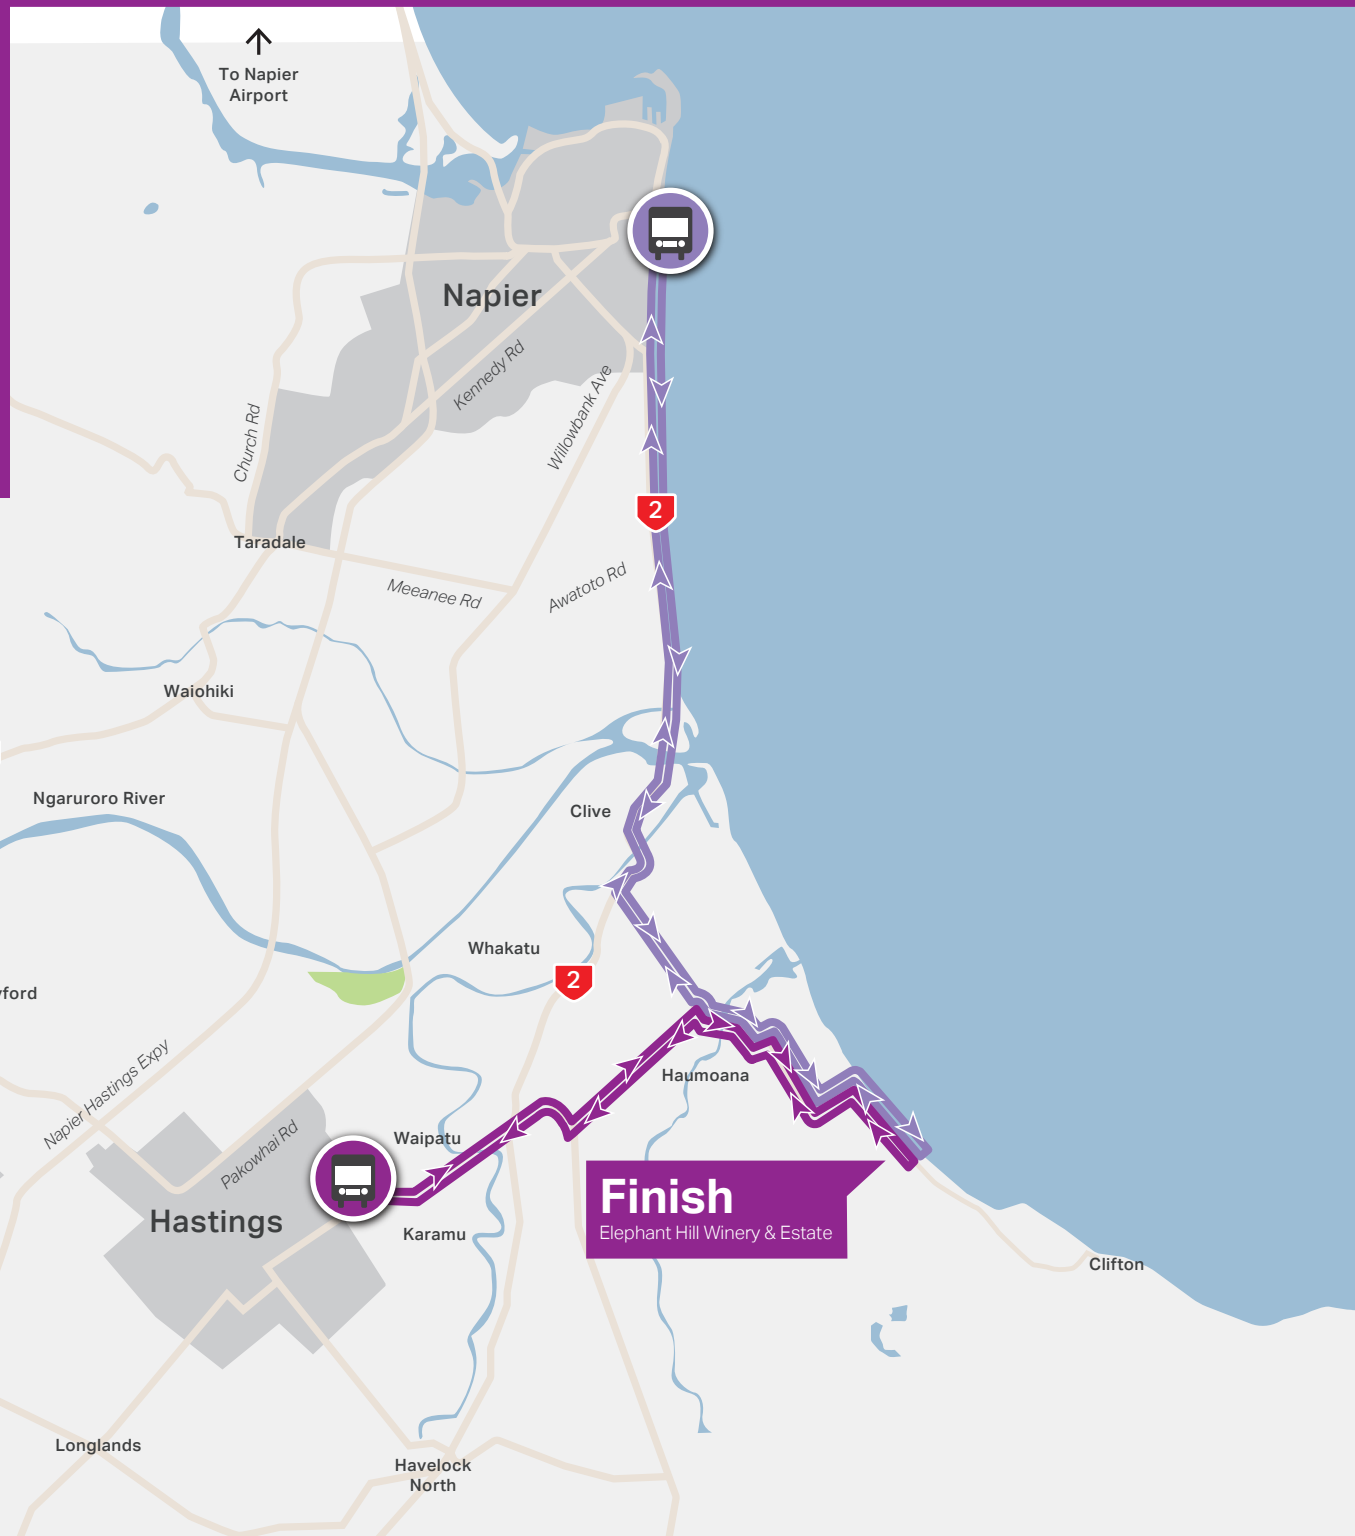 To Napier
Airport
Napier
Kennedy Rd
Willowbank Ave
Church Rd
2
Taradale
Meeanee Rd
Awatoto Rd
Waiohiki
Ngaruroro River
Clive
Whakatu
2
Napier Hastings Expy
Haumoana
Pakowhai Rd
Waipatu
Hastings
Karamu
Finish
Elephant Hill Winery & Estate
Clifton
Longlands
Havelock
North